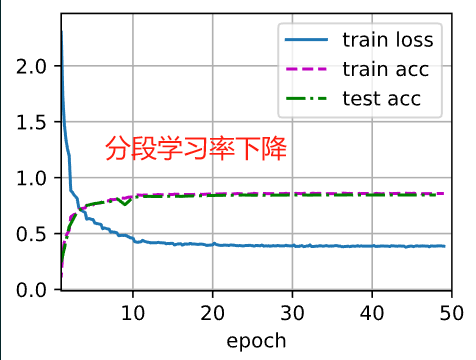 train loss
train acc
test acc
分段学习率下降
2.0
1.5
1.0
0.5
0.0
10 20 30 40 50
epoch